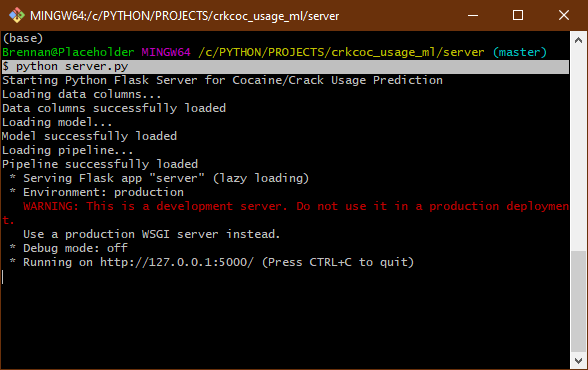 MINGW64:/c/PYTHON/PROJECTS/crkcoc_usage_ml/server
(base)
Brennan@Placeholder MINGW64 /c/PYTHON/PROJECTS/crkcoc_usage_ml/server (master)
$ python server.py
Starting Python Flask Server for Cocaine/Crack Usage Prediction
Loading data columns...
Data columns successfully loaded
Loading model...
Model successfully loaded
Loading pipeline...
Pipeline successfully loaded
 * Serving Flask app "server" (lazy loading)
 * Environment: production
   WARNING: This is a development server. Do not use it in a production deploymen
t.
   Use a production WSGI server instead.
 * Debug mode: off
 * Running on http://127.0.0.1:5000/ (Press CTRL+C to quit)